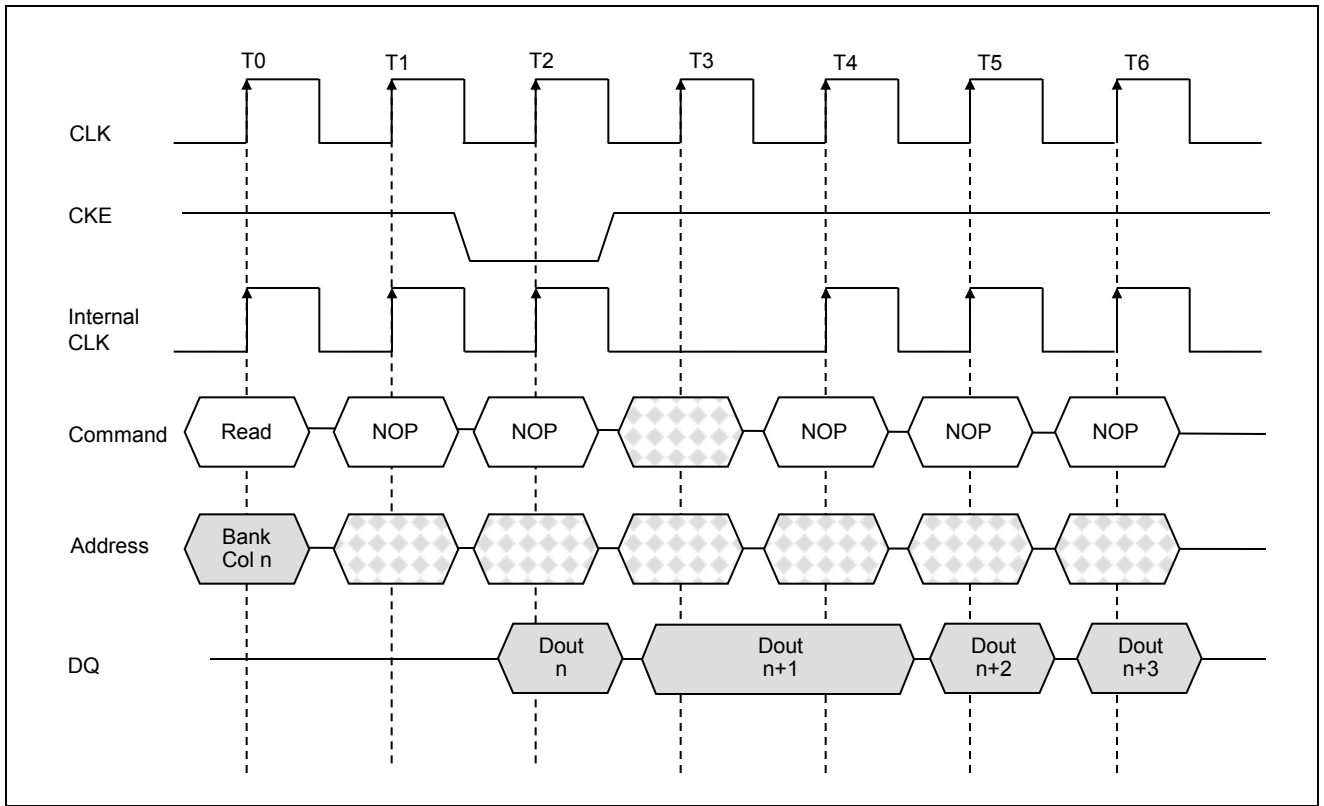 T0 T1 T2 T3 T4 T5 T6
CLK
CKE
Internal
CLK
Command Read NOP NOP NOP NOP NOP
Address Bank
Col n
DQ Dout
n Dout
n+1 Dout
n+2 Dout
n+3